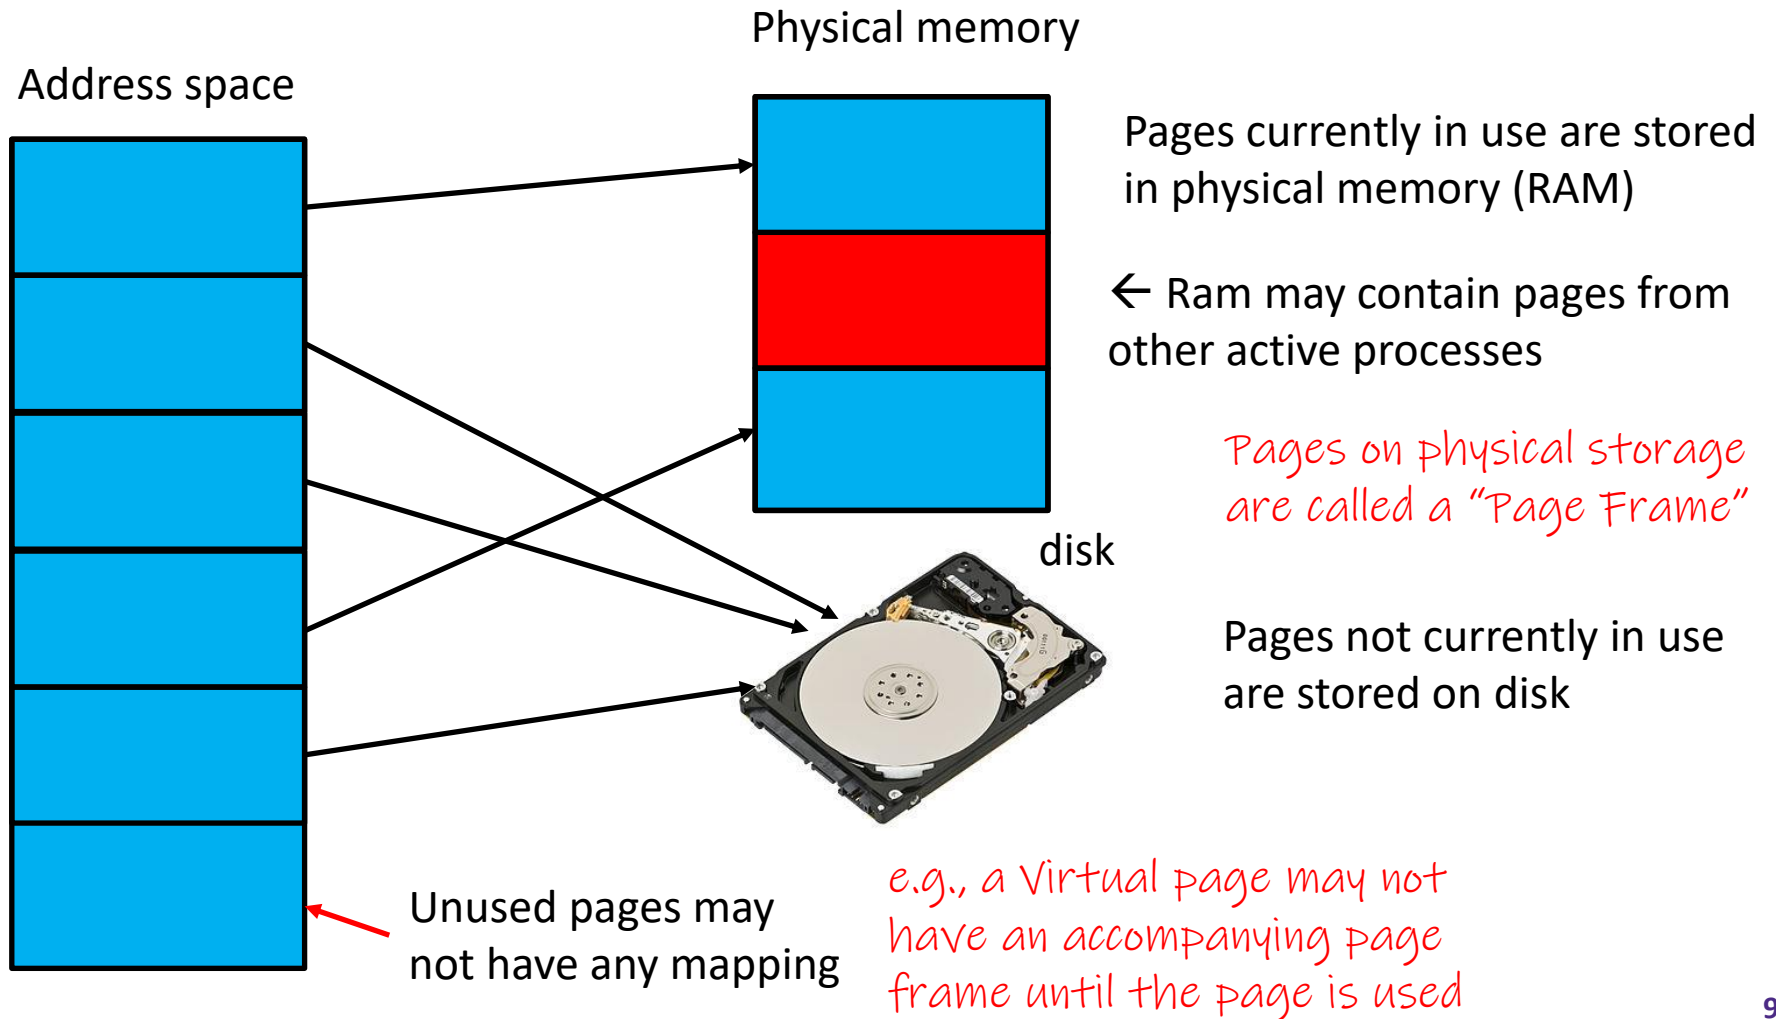 Physical memory
Address space
Pages currently in use are stored
in physical memory (RAM)
← Ram may contain pages from
other active processes
Pages on physical storage
are called a “Page Frame”
disk
Pages not currently in use
are stored on disk
Unused pages may
not have any mapping
e.g., a Virtual page may not
have an accompanying page
frame until the page is used
9